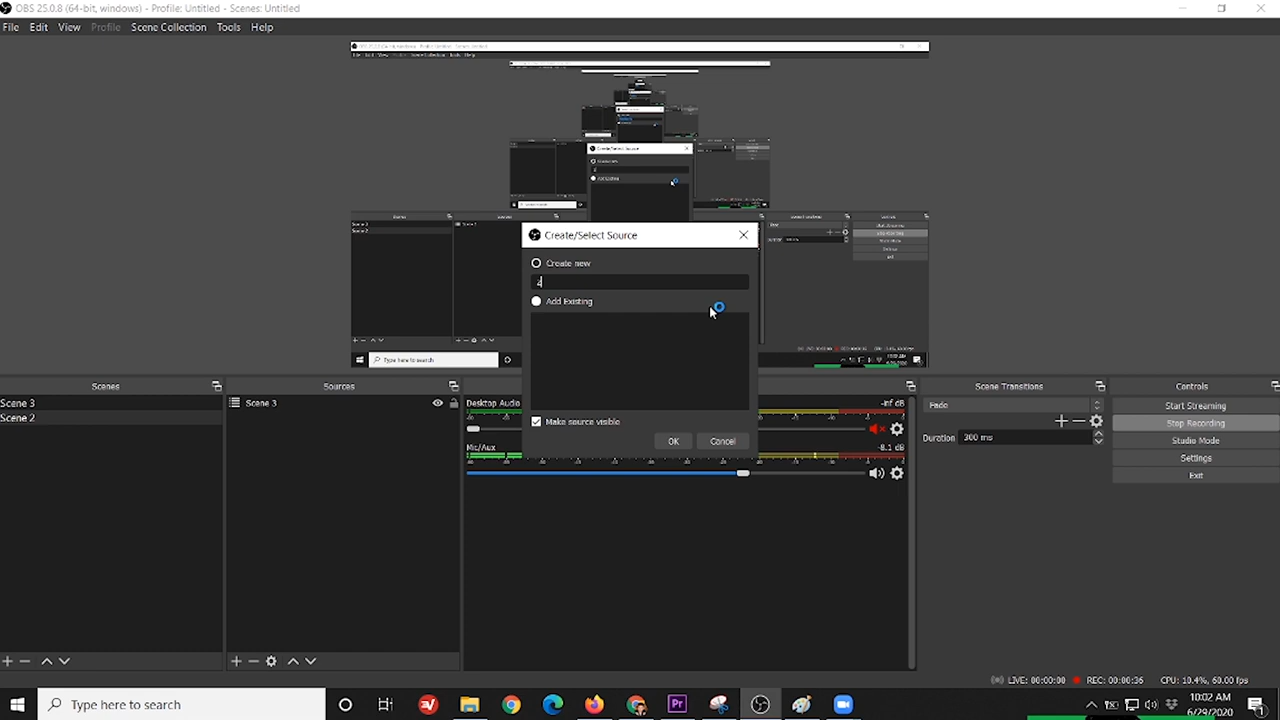 OBS 25.0.8 (64-bit, windows) - Profile: Untitled - Scenes: Untitled
File Edit View Profile Scene Collection Tools Help
Create/Select Source
Create new
Add Existing
Make source visible
OK Cancel
Type here to search
Scenes Sources Scene Transitions Controls
Scene 3
Scene 2
Scene 3
Desktop Audio -inf dB
Mic/Aux -8.1 dB
Fade
Duration 300 ms
Start Streaming
Stop Recording
Studio Mode
Settings
Exit
LIVE: 00:00:00 REC: 00:00:36 CPU: 10.4%, 60.00 fps
Type here to search
10:02 AM
6/29/2020